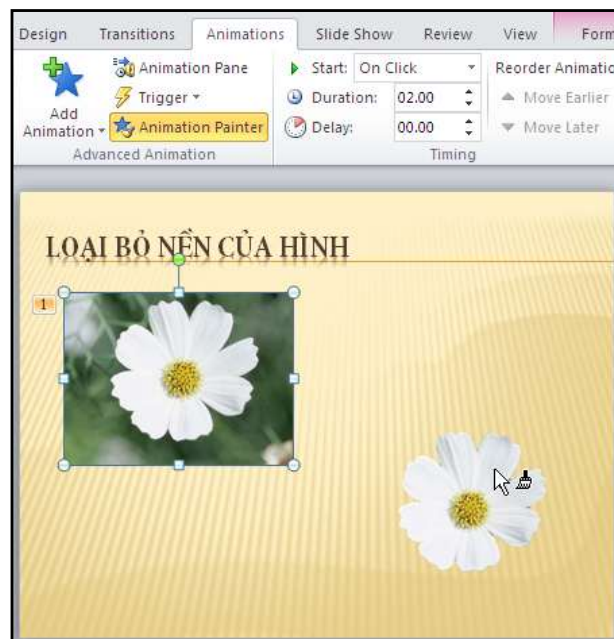 Design Transitions Animations Slide Show Review View Form
Animation Pane Start: On Click Reorder Animatio
Trigger Duration: 02.00 Move Earlier
Add Animation Animation Painter Delay: 00.00 Move Later
Advanced Animation Timing
LOẠI BỎ NỀN CỦA HÌNH
1